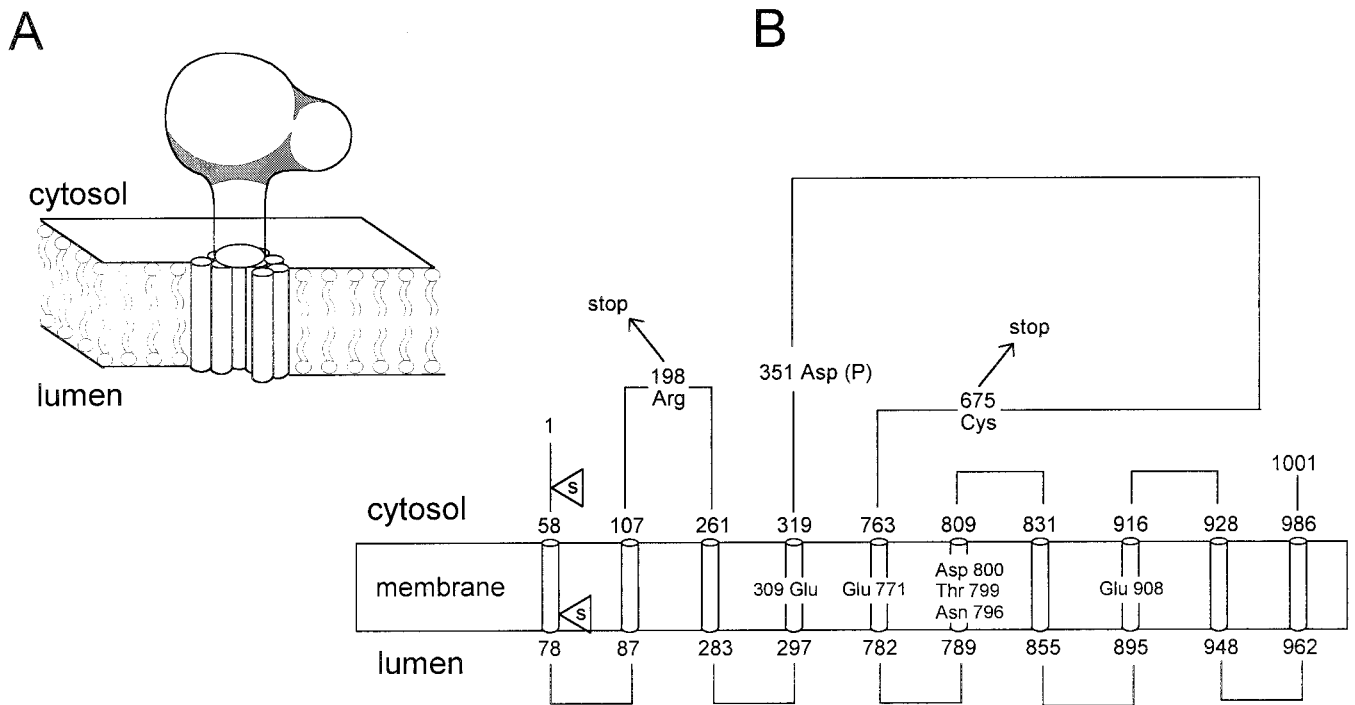 A
B
cytosol
lumen
stop
198
Arg
351 Asp (P)
stop
675
Cys
1
s
1001
cytosol
58 107 261 319 763 809 831 916 928 986
membrane
309 Glu
Glu 771
Asp 800
Thr 799
Asn 796
Glu 908
s
lumen
78 87 283 297 782 789 855 895 948 962